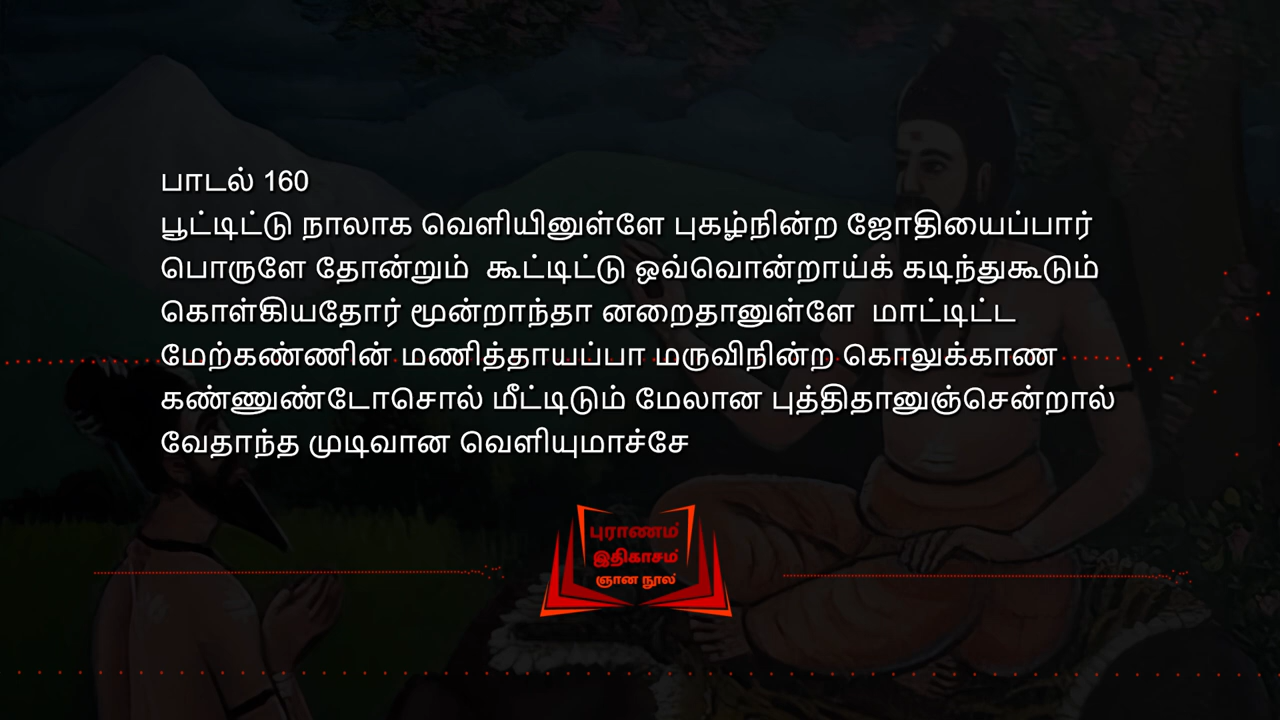 பாடல் 160
பூட்டிட்டு நாலாக வெளியினுள்ளே புகழ்நின்ற ஜோதியைப்பார்
பொருளே தோன்றும்  கூட்டிட்டு ஒவ்வொன்றாய்க் கடிந்துகூடும்
கொள்கியதோர் மூன்றாந்தா னறைதானுள்ளே  மாட்டிட்ட
மேற்கண்ணின் மணித்தாயப்பா மருவிநின்ற கொலுக்காண
கண்ணுண்டோசொல் மீட்டிடும் மேலான புத்திதானுஞ்சென்றால்
வேதாந்த முடிவான வெளியுமாச்சே
புராணம்
இதிகாசம்
ஞான நூல்